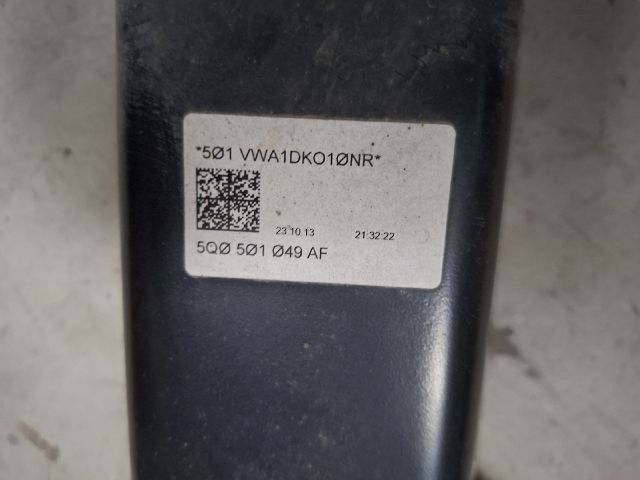 *5Ø1 VWA1DKO1ØNR*
23.10.13 21:32:22
5QØ 5Ø1 Ø49 AF